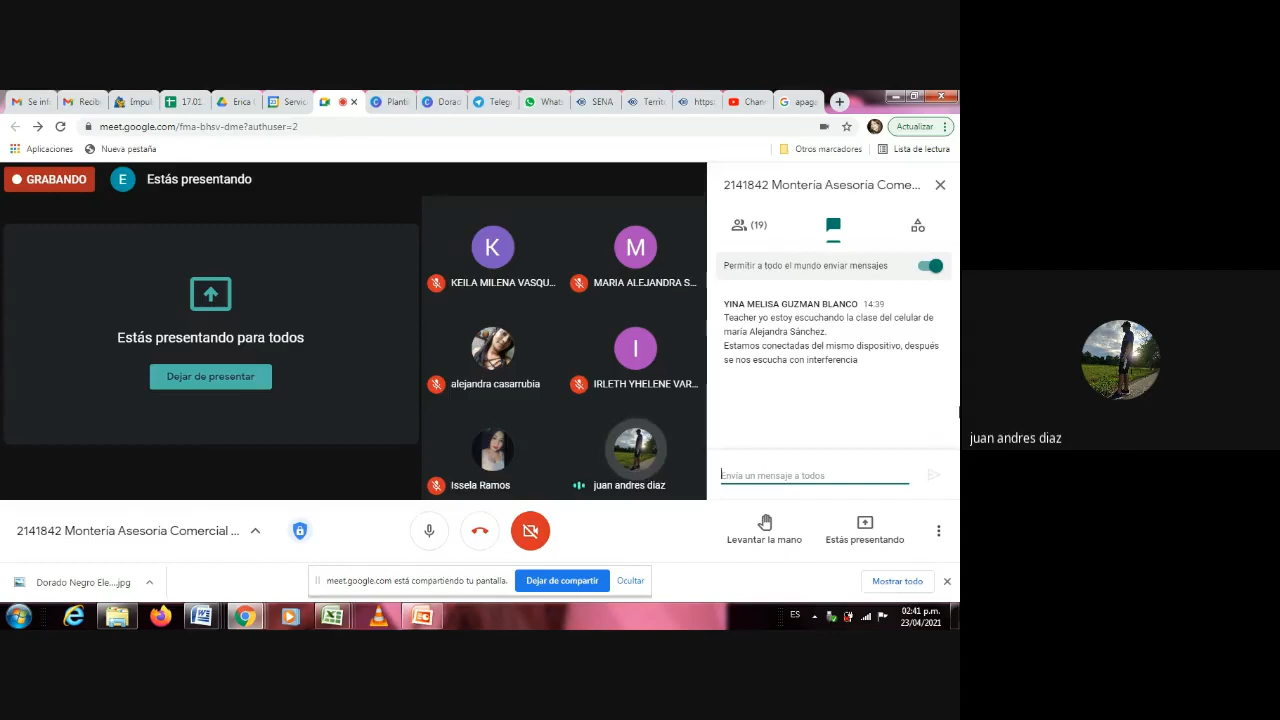 Se inf
Recib
Impul
17.01.
Erica (
Servic
Planti
Dorad
Teleg
Whats
SENA
Territ
https:
Chan
apaga
meet.google.com/fma-bhsv-dme?authuser=2
Actualizar
Aplicaciones
Nueva pestaña
Otros marcadores
Lista de lectura
GRABANDO
E
Estás presentando
Estás presentando para todos
Dejar de presentar
K
KEILA MILENA VASQU...
M
MARIA ALEJANDRA S...
alejandra casarrubia
I
IRLETH YHELENE VAR...
Issela Ramos
juan andres diaz
2141842 Montería Asesoria Come...
(19)
Permitir a todo el mundo enviar mensajes
YINA MELISA GUZMAN BLANCO 14:39
Teacher yo estoy escuchando la clase del celular de
maría Alejandra Sánchez.
Estamos conectadas del mismo dispositivo, después
se nos escucha con interferencia
Envía un mensaje a todos
juan andres diaz
2141842 Montería Asesoria Comercial ...
Levantar la mano
Estás presentando
Dorado Negro Ele....jpg
meet.google.com está compartiendo tu pantalla.
Dejar de compartir
Ocultar
Mostrar todo
ES
02:41 p.m.
23/04/2021